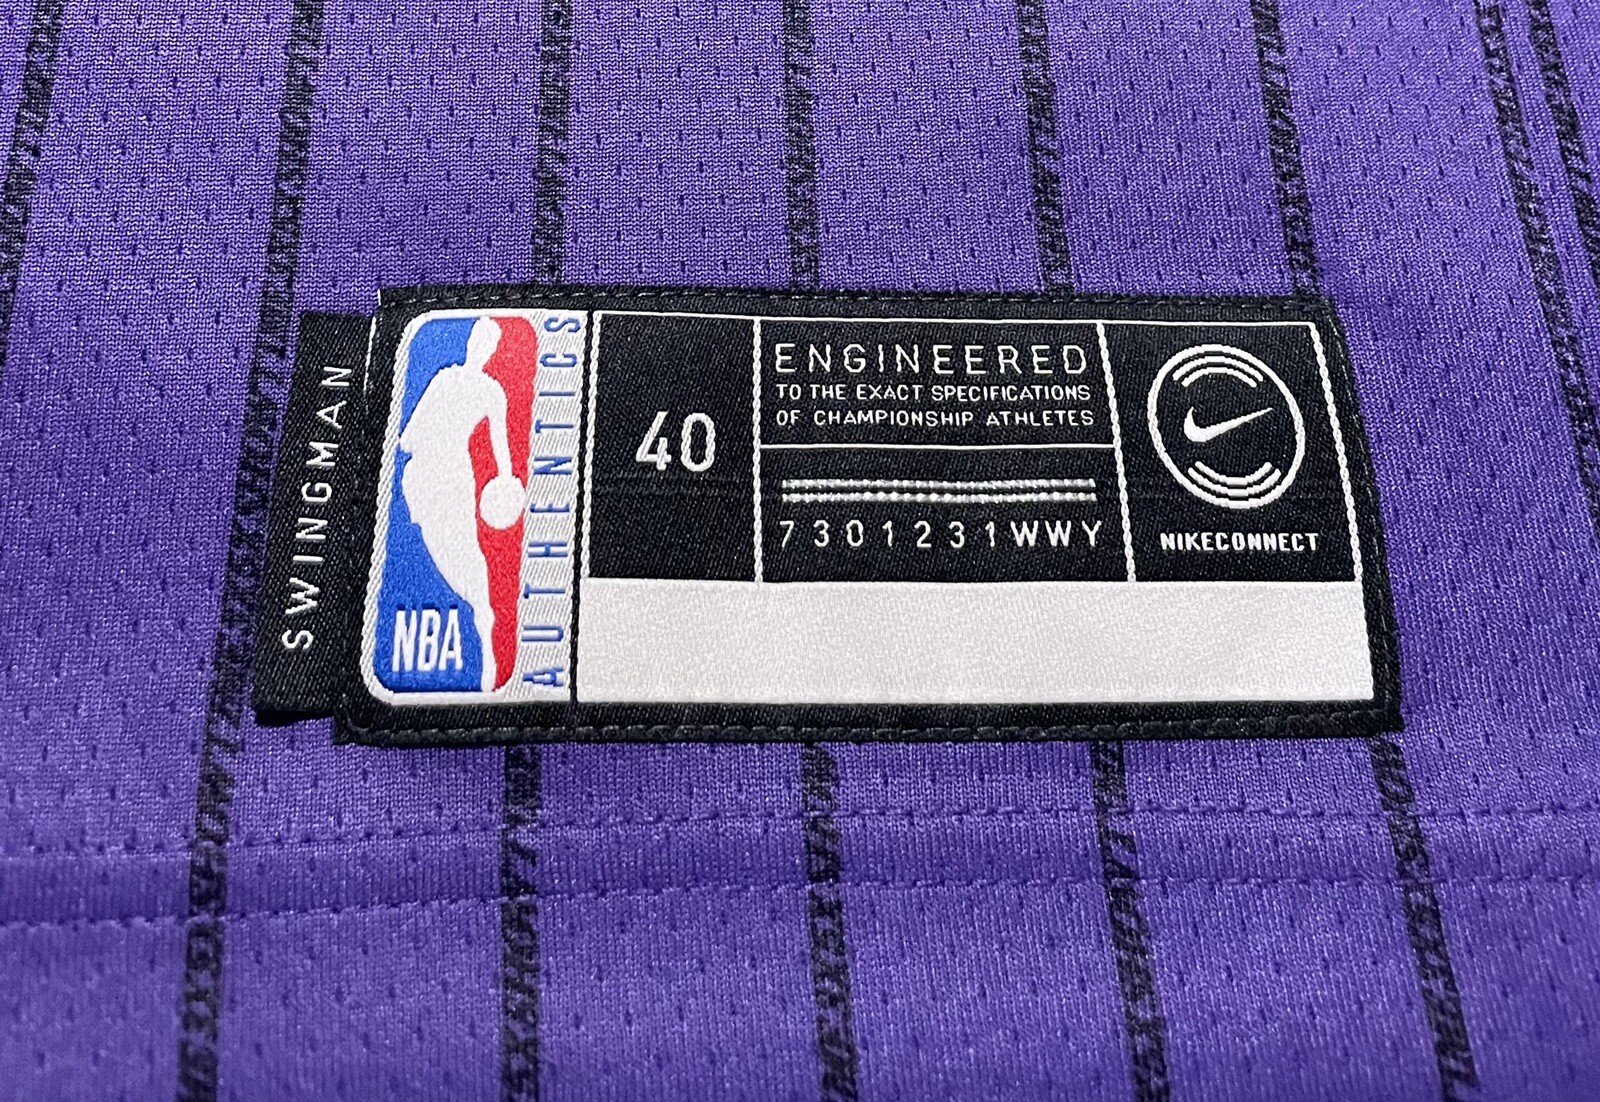 SWINGMAN
NBA
AUTHENTICS
40
ENGINEERED
TO THE EXACT SPECIFICATIONS
OF CHAMPIONSHIP ATHLETES
7301231WWY
NIKECONNECT